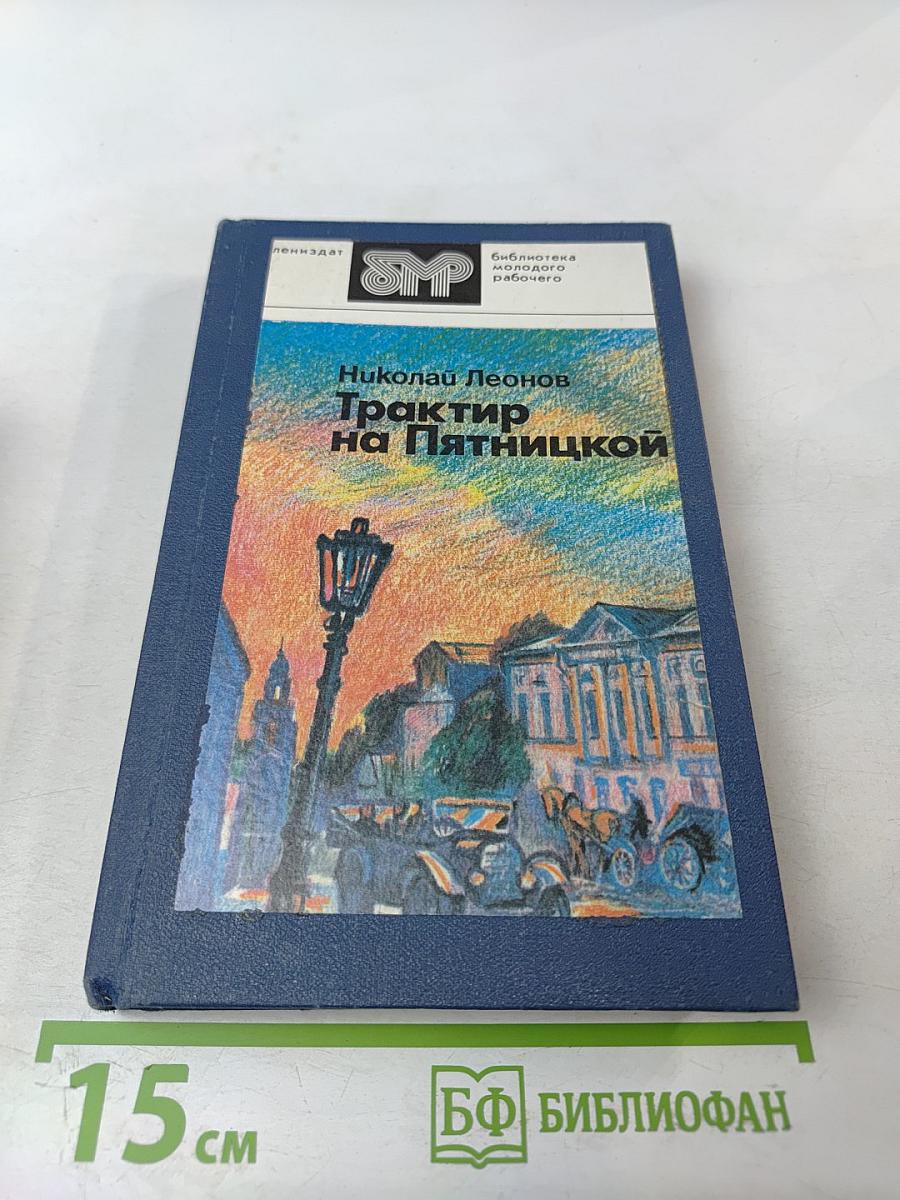 лениздат
бмр
библиотека
молодого
рабочего
Николай Леонов
Трактир
на Пятницкой
15 см
БФ БИБЛИОФАН